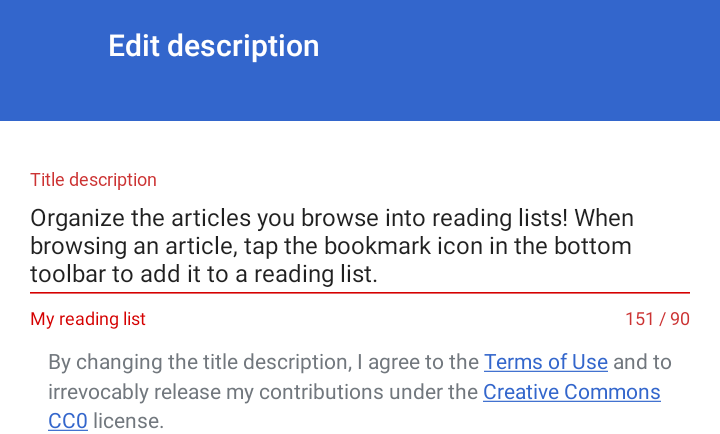 Edit description
Title description
Organize the articles you browse into reading lists! When
browsing an article, tap the bookmark icon in the bottom
toolbar to add it to a reading list.
My reading list 151 / 90
By changing the title description, I agree to the Terms of Use and to
irrevocably release my contributions under the Creative Commons
CC0 license.